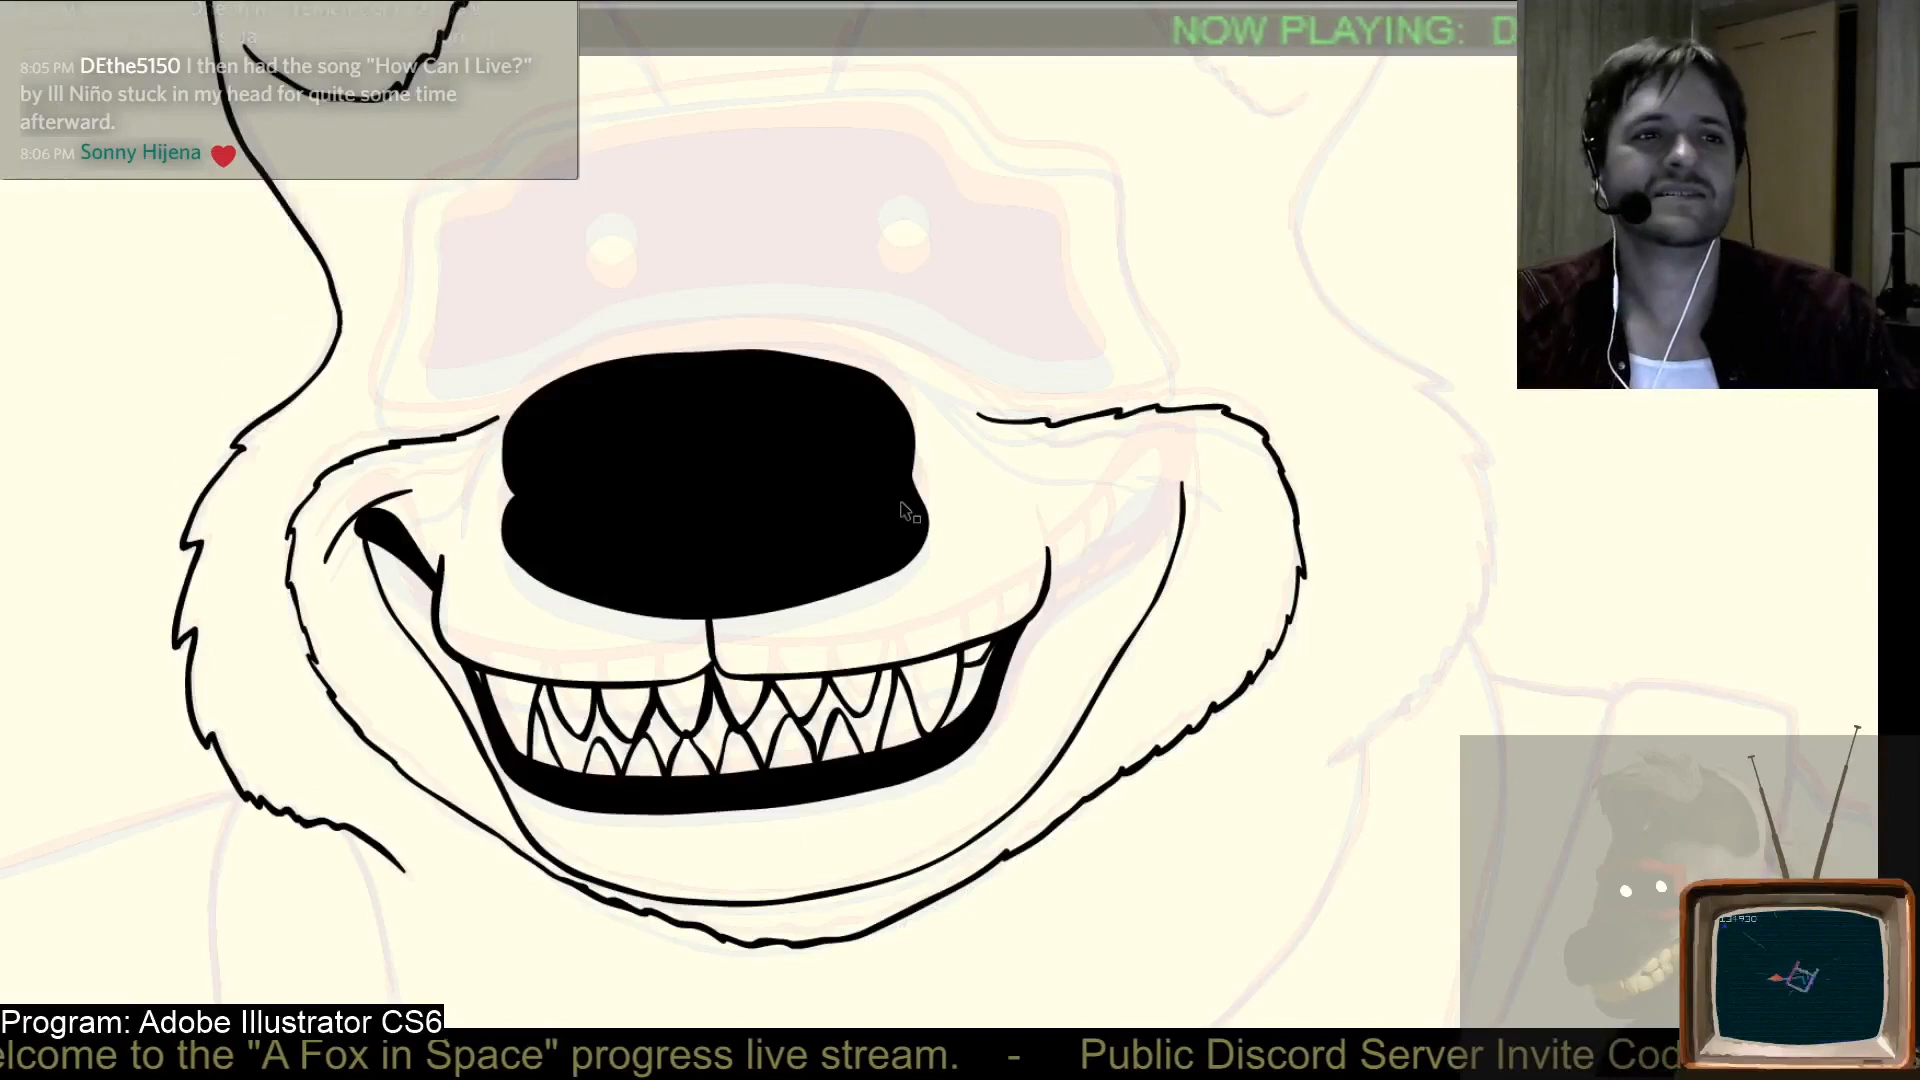 NOW PLAYING: D
8:05 PM DEthe5150 I then had the song "How Can I Live?"
by Ill Niño stuck in my head for quite some time
afterward.
8:06 PM Sonny Hijena
Program: Adobe Illustrator CS6
elcome to the "A Fox in Space" progress live stream. - Public Discord Server Invite Cod